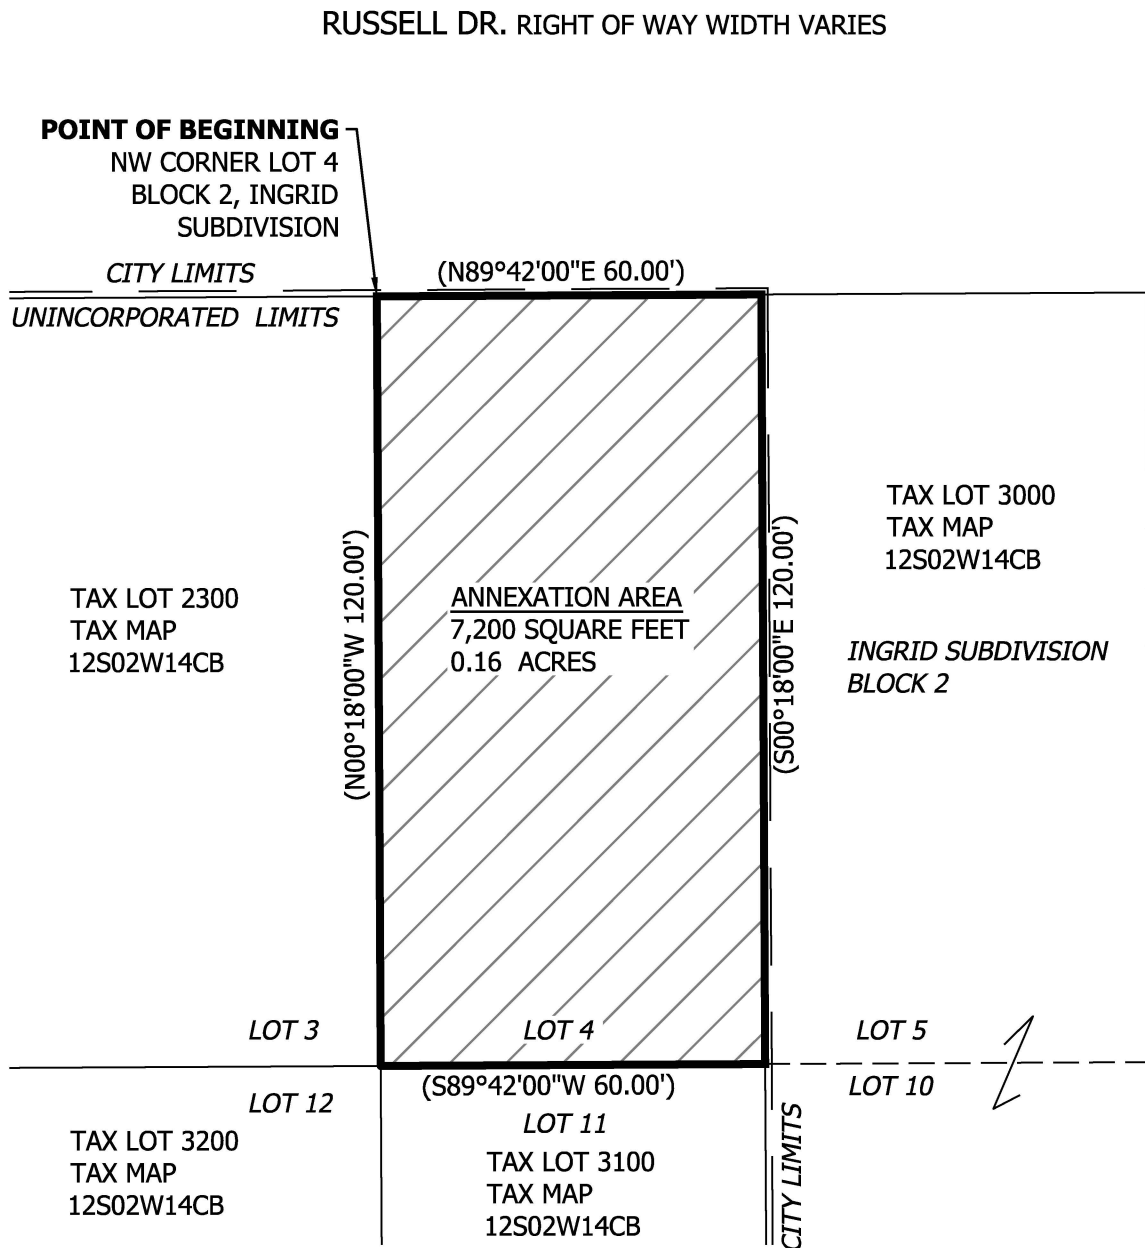 RUSSELL DR. RIGHT OF WAY WIDTH VARIES
POINT OF BEGINNING
NW CORNER LOT 4
BLOCK 2, INGRID
SUBDIVISION
CITY LIMITS
(N89°42'00"E 60.00')
UNINCORPORATED LIMITS
TAX LOT 3000
TAX MAP
12S02W14CB
(N00°18'00"W 120.00')
(S00°18'00"E 120.00')
TAX LOT 2300
TAX MAP
12S02W14CB
ANNEXATION AREA
7,200 SQUARE FEET
0.16 ACRES
INGRID SUBDIVISION
BLOCK 2
LOT 3
LOT 4
LOT 5
(S89°42'00"W 60.00')
LOT 10
LOT 12
LOT 11
TAX LOT 3200
TAX MAP
12S02W14CB
TAX LOT 3100
TAX MAP
12S02W14CB
CITY LIMITS